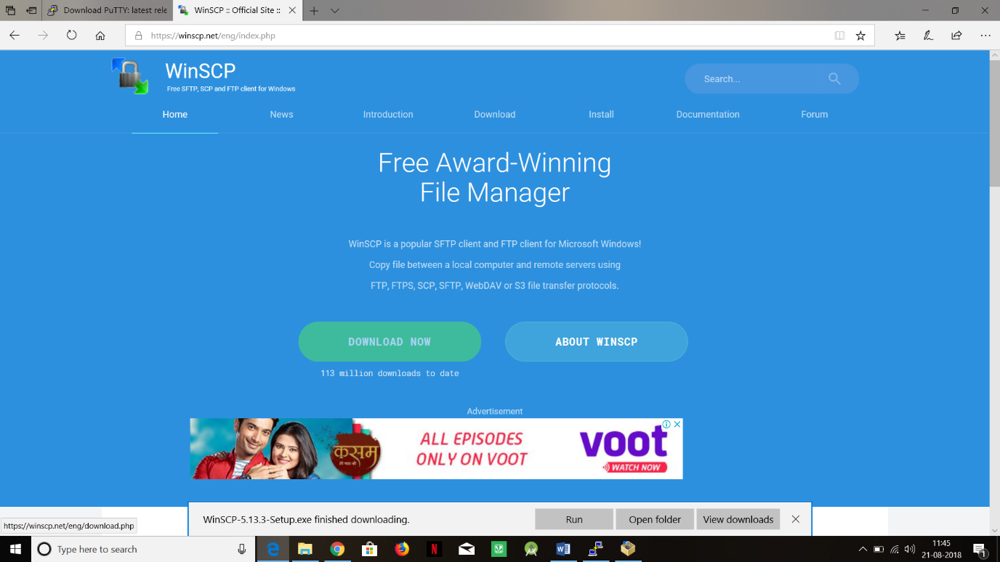 Download PuTTY: latest rele
WinSCP :: Official Site ::
https://winscp.net/eng/index.php
WinSCP
Free SFTP, SCP and FTP client for Windows
Search...
Home
News
Introduction
Download
Install
Documentation
Forum
Free Award-Winning
File Manager
WinSCP is a popular SFTP client and FTP client for Microsoft Windows!
Copy file between a local computer and remote servers using
FTP, FTPS, SCP, SFTP, WebDAV or S3 file transfer protocols.
DOWNLOAD NOW
ABOUT WINSCP
113 million downloads to date
Advertisement
कसम
ALL EPISODES
ONLY ON VOOT
voot
WATCH NOW
WinSCP-5.13.3-Setup.exe finished downloading.
Run
Open folder
View downloads
https://winscp.net/eng/download.php
Type here to search
11:45
21-08-2018
1